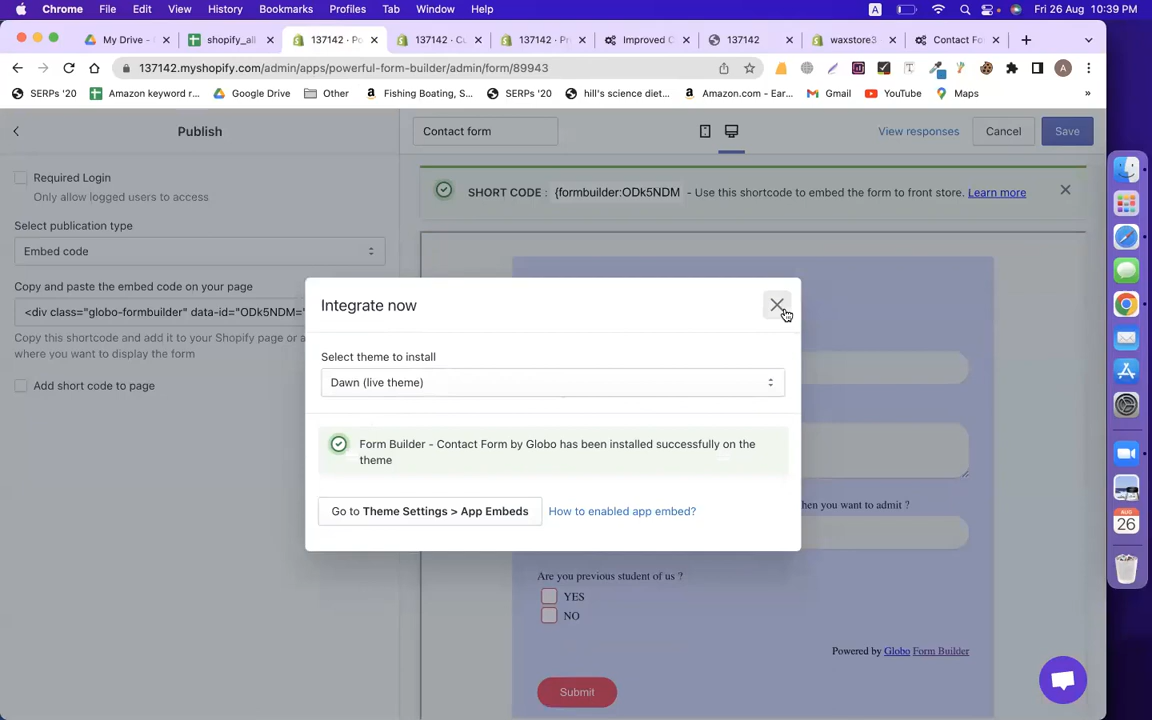 Chrome File Edit View History Bookmarks Profiles Tab Window Help A Fri 26 Aug 10:39 PM
My Drive - shopify_all 137142 · Po 137142 · Cu 137142 · Pr Improved C 137142 waxstore3 Contact Fo
137142.myshopify.com/admin/apps/powerful-form-builder/admin/form/89943 A
SERPs '20 Amazon keyword r... Google Drive Other Fishing Boating, S... SERPs '20 hill's science diet... Amazon.com - Ear... Gmail YouTube Maps »
Publish
Contact form
View responses
Cancel
Save
Required Login
Only allow logged users to access
SHORT CODE : {formbuilder:ODk5NDM - Use this shortcode to embed the form to front store. Learn more
Select publication type
Embed code
Copy and paste the embed code on your page
<div class="globo-formbuilder" data-id="ODk5NDM="
Copy this shortcode and add it to your Shopify page or a
where you want to display the form
Add short code to page
Integrate now
Select theme to install
Dawn (live theme)
Form Builder - Contact Form by Globo has been installed successfully on the
theme
Go to Theme Settings > App Embeds
How to enabled app embed?
hen you want to admit ?
Are you previous student of us ?
YES
NO
Powered by Globo Form Builder
Submit
AUG
26